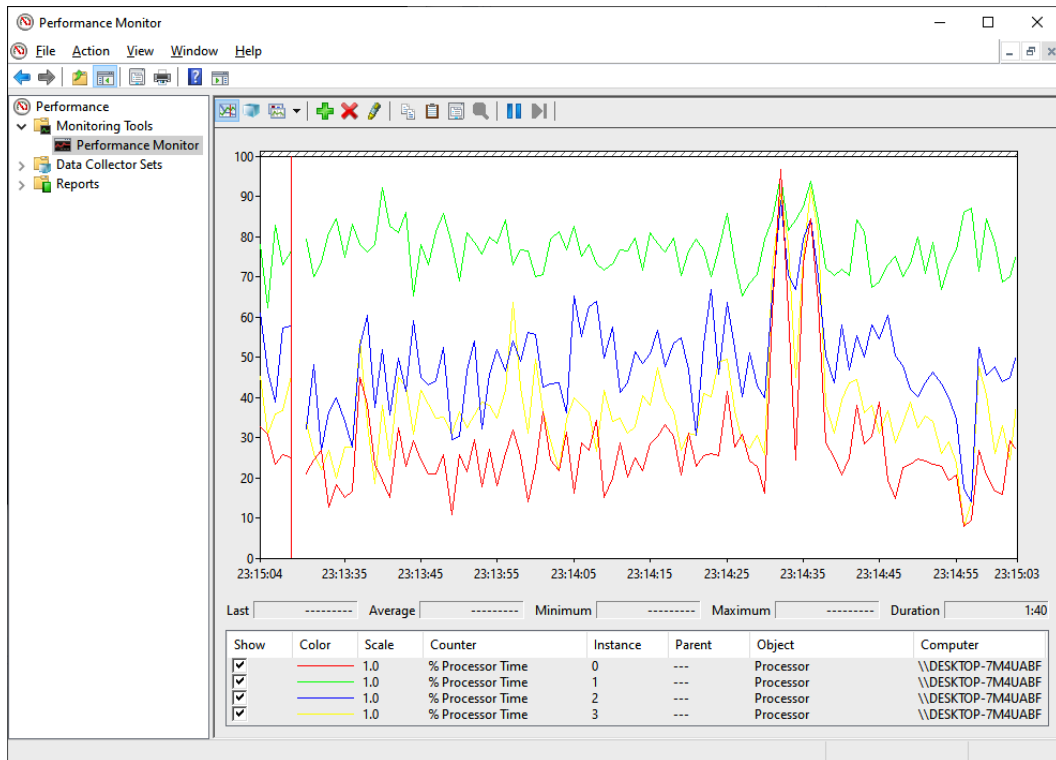 Performance Monitor
File Action View Window Help
Performance
Monitoring Tools
Performance Monitor
Data Collector Sets
Reports
100
90
80
70
60
50
40
30
20
10
0
23:15:04 23:13:35 23:13:45 23:13:55 23:14:05 23:14:15 23:14:25 23:14:35 23:14:45 23:14:55 23:15:03
Last --------- Average --------- Minimum --------- Maximum --------- Duration 1:40
Show Color Scale Counter Instance Parent Object Computer
1.0 % Processor Time 0 --- Processor \\DESKTOP-7M4UABF
1.0 % Processor Time 1 --- Processor \\DESKTOP-7M4UABF
1.0 % Processor Time 2 --- Processor \\DESKTOP-7M4UABF
1.0 % Processor Time 3 --- Processor \\DESKTOP-7M4UABF